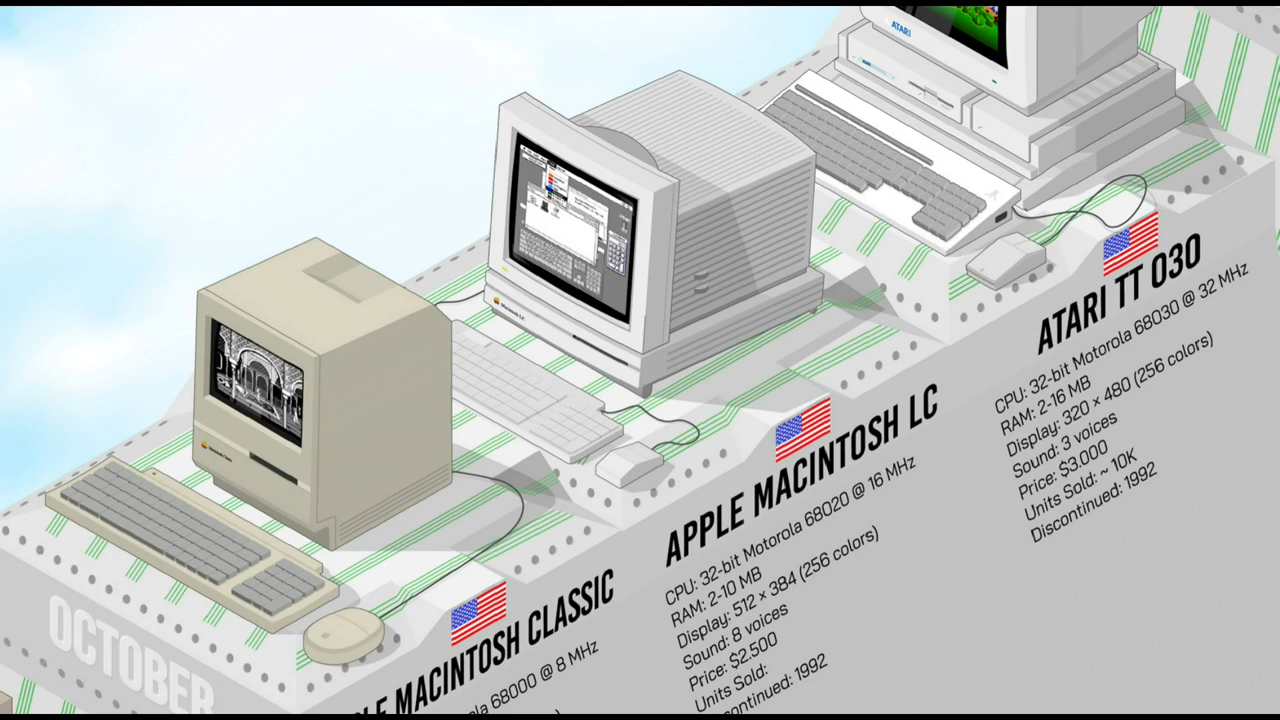 ATARI
ATARI TT 030
CPU: 32-bit Motorola 68030 @ 32 MHz
RAM: 2-16 MB
Display: 320 × 480 (256 colors)
Sound: 3 voices
Price: $3.000
Units Sold: ~ 10K
Discontinued: 1992
Macintosh LC
APPLE MACINTOSH LC
CPU: 32-bit Motorola 68020 @ 16 MHz
RAM: 2-10 MB
Display: 512 × 384 (256 colors)
Sound: 8 voices
Price: $2.500
Units Sold:
continued: 1992
LE MACINTOSH CLASSIC
68000 @ 8 MHz
OCTOBER